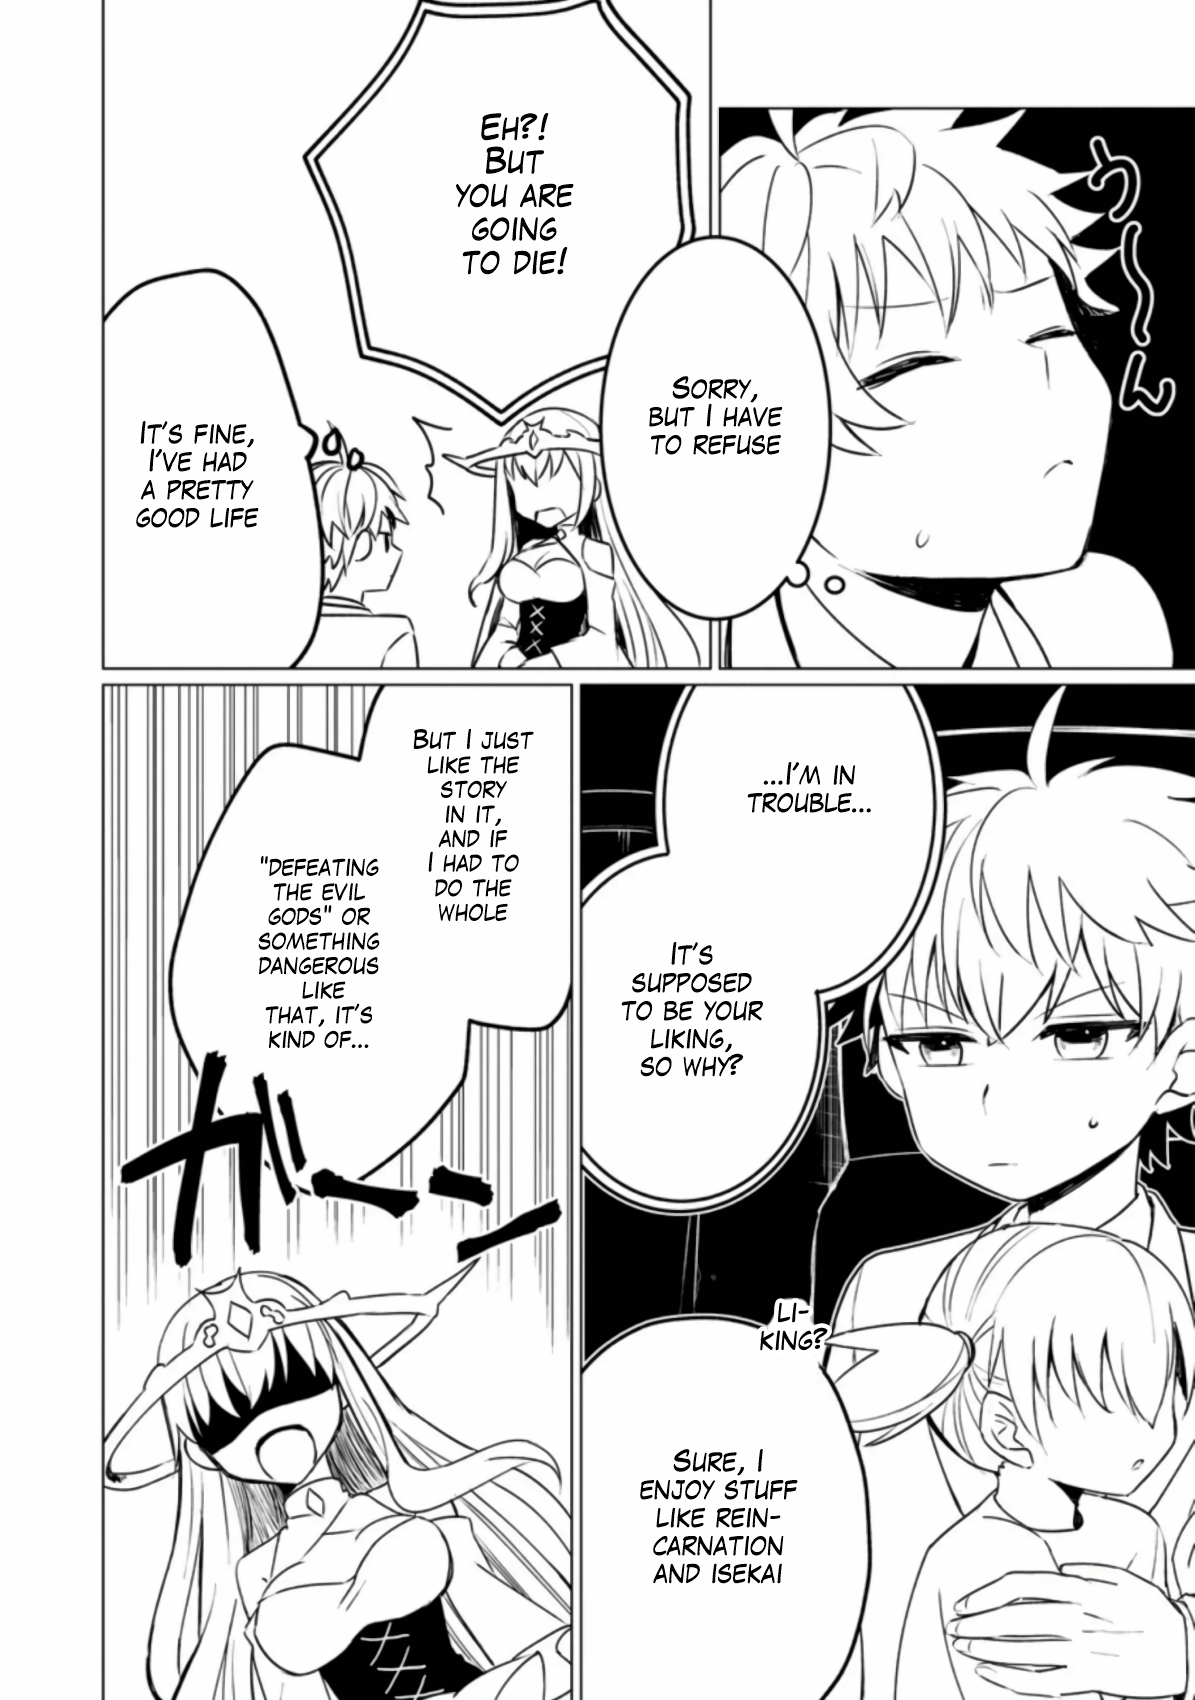 う〜ん
SORRY,
BUT I HAVE
TO REFUSE
EH?!
BUT
YOU ARE
GOING
TO DIE!
IT'S FINE,
I'VE HAD
A PRETTY
GOOD LIFE
...I'M IN
TROUBLE...
IT'S
SUPPOSED
TO BE YOUR
LIKING,
SO WHY?
LI-
KING?
SURE, I
ENJOY STUFF
LIKE REIN-
CARNATION
AND ISEKAI
BUT I JUST
LIKE THE
STORY
IN IT,
AND IF
I HAD TO
DO THE
WHOLE
"DEFEATING
THE EVIL
GODS" OR
SOMETHING
DANGEROUS
LIKE
THAT, IT'S
KIND OF...
ガーン